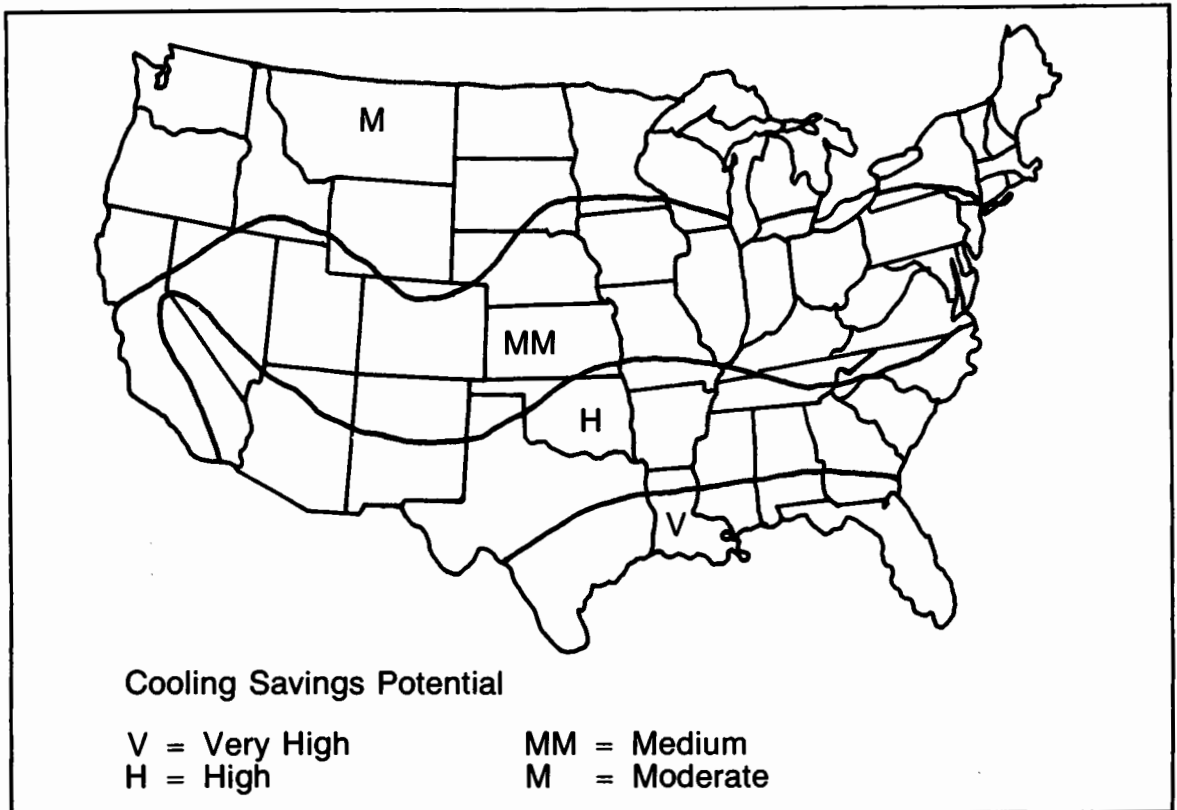 M
MM
H
V
Cooling Savings Potential
V = Very High MM = Medium
H = High M = Moderate